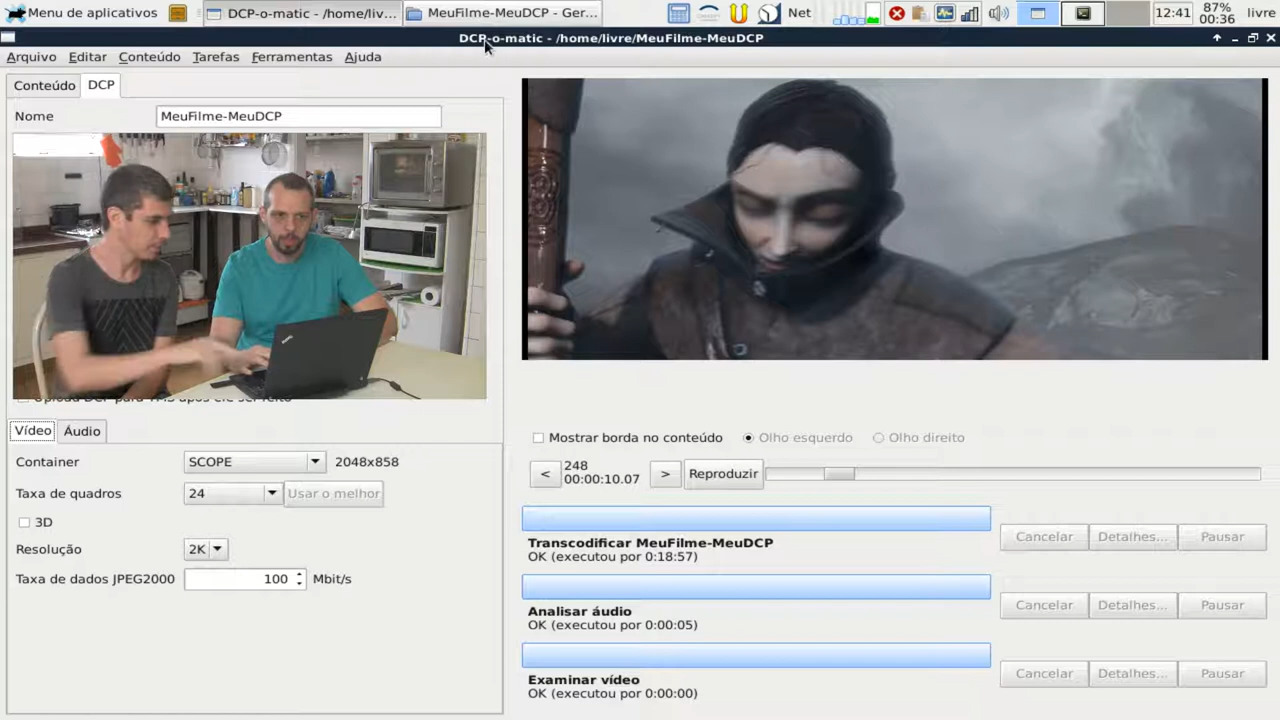 Menu de aplicativos
DCP-o-matic - /home/liv...
MeuFilme-MeuDCP - Ger...
Net
12:41
87%
00:36
livre
DCP-o-matic - /home/livre/MeuFilme-MeuDCP
Arquivo Editar Conteúdo Tarefas Ferramentas Ajuda
Conteúdo DCP
Nome MeuFilme-MeuDCP
Vídeo Áudio
Container SCOPE 2048x858
Taxa de quadros 24 Usar o melhor
3D
Resolução 2K
Taxa de dados JPEG2000 100 Mbit/s
Mostrar borda no conteúdo Olho esquerdo Olho direito
< 248
00:00:10.07 > Reproduzir
Transcodificar MeuFilme-MeuDCP
OK (executou por 0:18:57)
Cancelar Detalhes... Pausar
Analisar áudio
OK (executou por 0:00:05)
Cancelar Detalhes... Pausar
Examinar vídeo
OK (executou por 0:00:00)
Cancelar Detalhes... Pausar